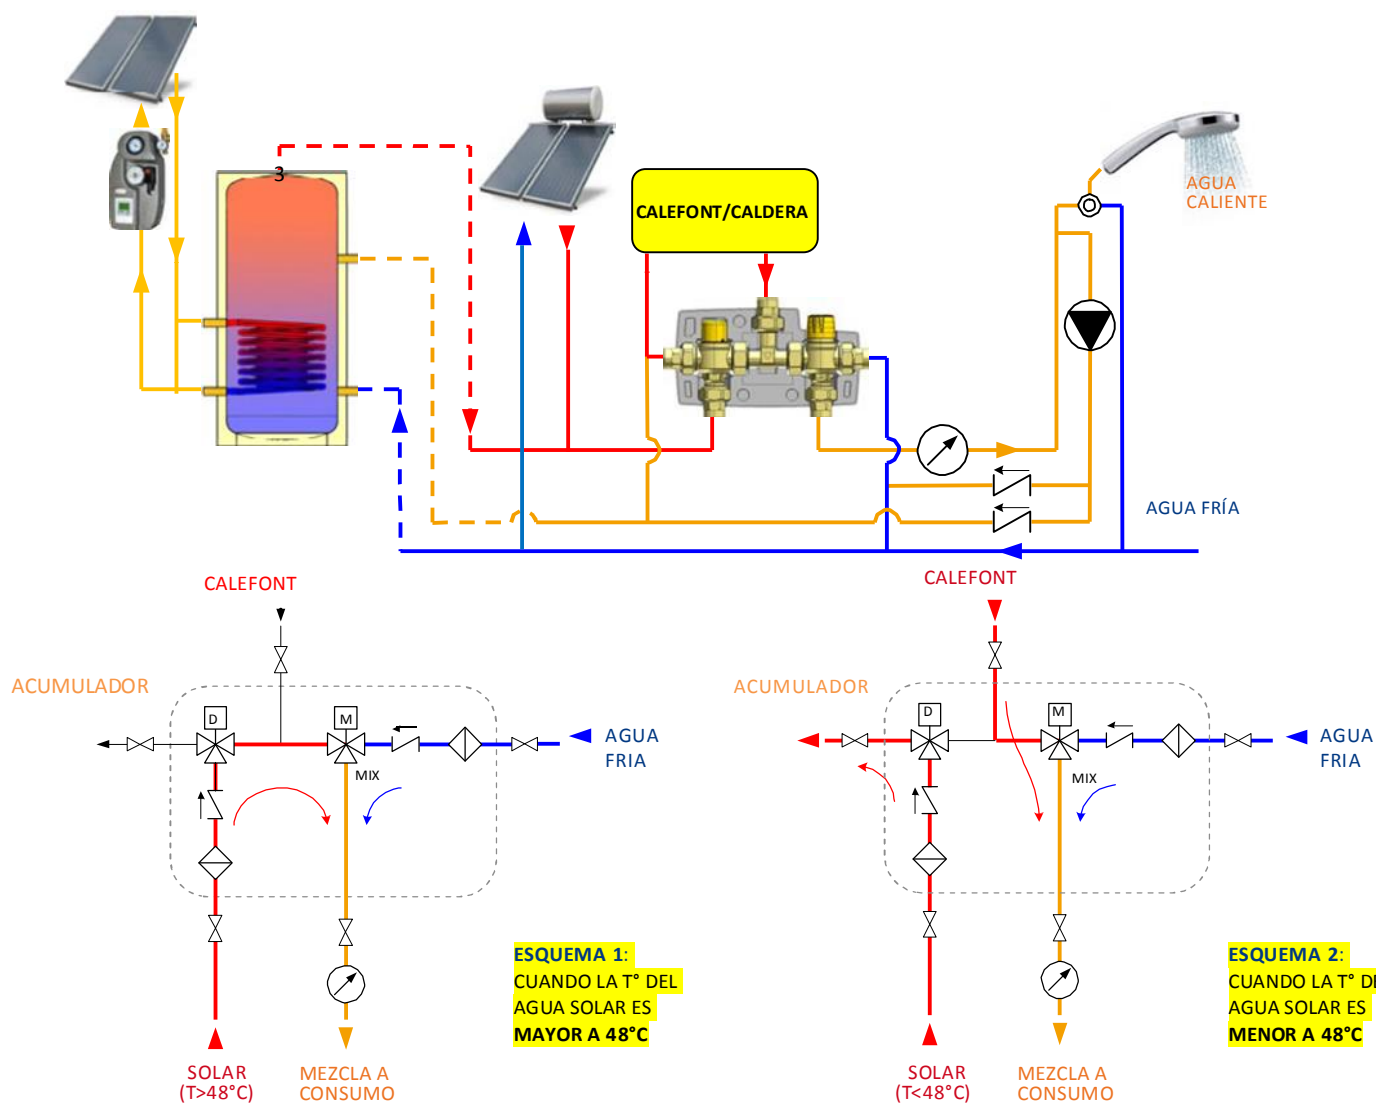 3
CALEFONT/CALDERA
AGUA
CALIENTE
AGUA FRÍA
CALEFONT
ACUMULADOR
D
M
MIX
AGUA
FRIA
ESQUEMA 1:
CUANDO LA T° DEL
AGUA SOLAR ES
MAYOR A 48°C
SOLAR
(T>48°C)
MEZCLA A
CONSUMO
CALEFONT
ACUMULADOR
D
M
MIX
AGUA
FRIA
ESQUEMA 2:
CUANDO LA T° DE
AGUA SOLAR ES
MENOR A 48°C
SOLAR
(T<48°C)
MEZCLA A
CONSUMO